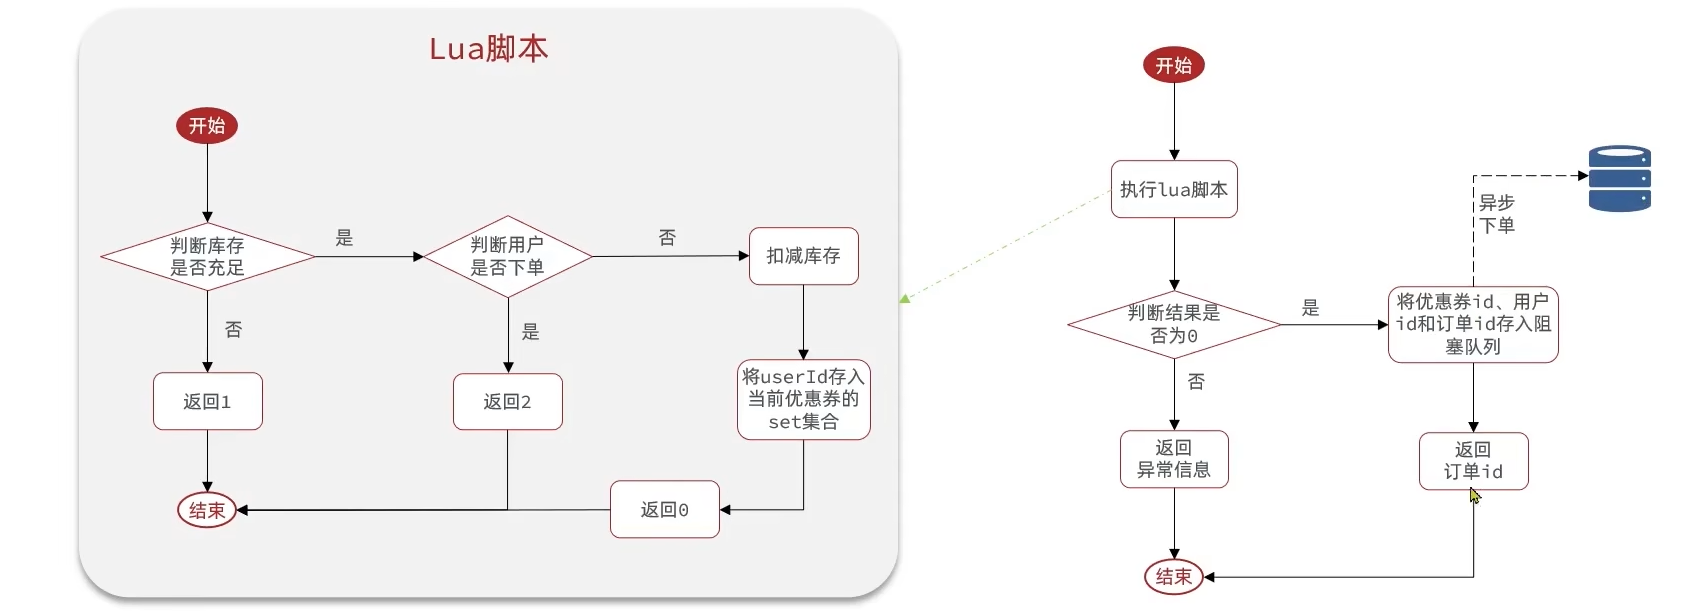 Lua脚本
开始
判断库存
是否充足
是
判断用户
是否下单
否
扣减库存
否
是
返回1
返回2
将userId存入
当前优惠券的
set集合
结束
返回0
开始
执行lua脚本
异步
下单
判断结果是
否为0
是
将优惠券id、用户
id和订单id存入阻
塞队列
否
返回
异常信息
返回
订单id
结束